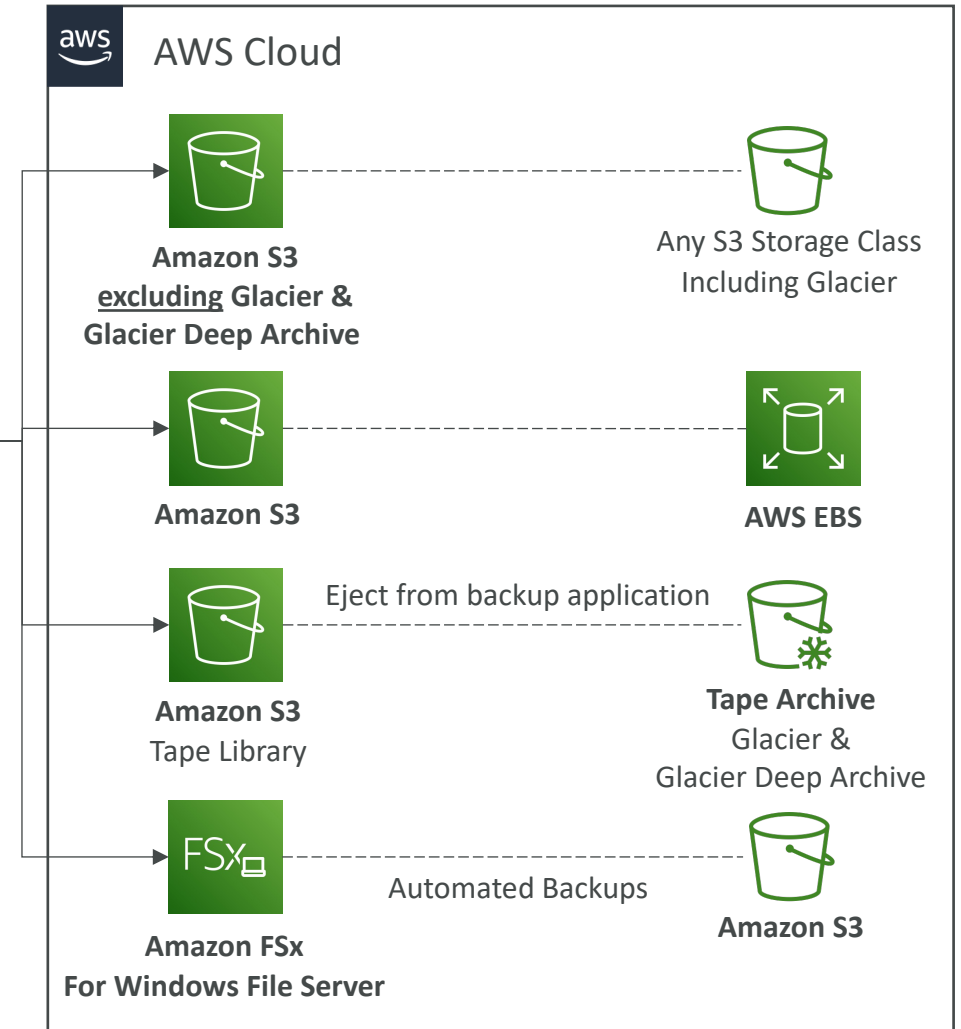 aws
AWS Cloud
Amazon S3
excluding Glacier &
Glacier Deep Archive
Any S3 Storage Class
Including Glacier
Amazon S3
AWS EBS
Eject from backup application
Amazon S3
Tape Library
Tape Archive
Glacier &
Glacier Deep Archive
FSx
Automated Backups
Amazon FSx
For Windows File Server
Amazon S3